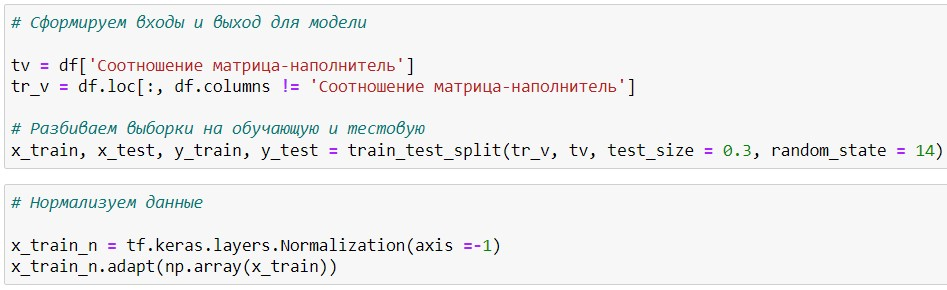 # Сформируем входы и выход для модели
tv = df['Соотношение матрица-наполнитель']
tr_v = df.loc[:, df.columns != 'Соотношение матрица-наполнитель']
# Разбиваем выборки на обучающую и тестовую
x_train, x_test, y_train, y_test = train_test_split(tr_v, tv, test_size = 0.3, random_state = 14)
# Нормализуем данные
x_train_n = tf.keras.layers.Normalization(axis =-1)
x_train_n.adapt(np.array(x_train))